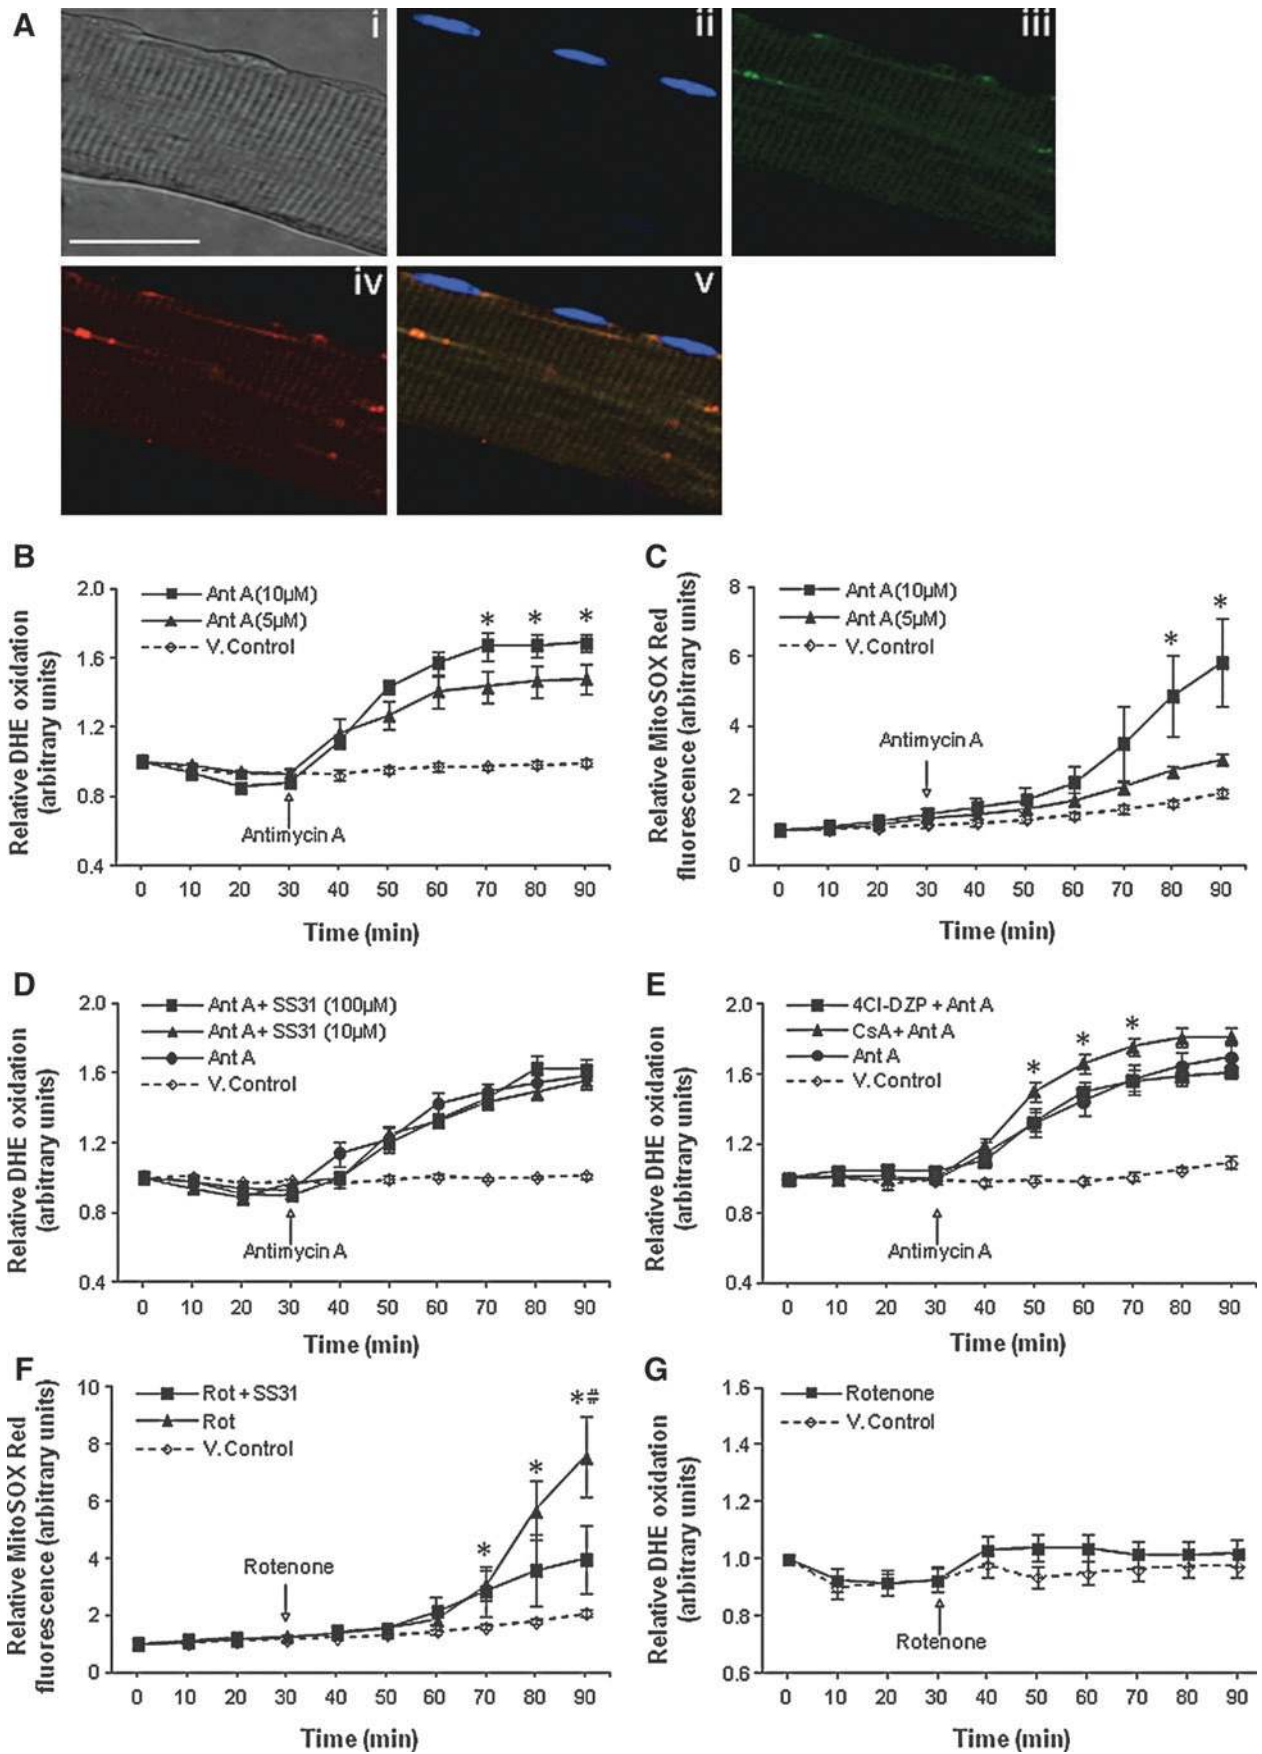 A
i
ii
iii
iv
v
B
Relative DHE oxidation
(arbitrary units)
2.0
1.6
1.2
0.8
0.4
Ant A (10µM)
Ant A (5µM)
V. Control
* * *
Antimycin A
0 10 20 30 40 50 60 70 80 90
Time (min)
C
Relative MitoSOX Red
fluorescence (arbitrary units)
8
6
4
2
0
Ant A (10µM)
Ant A (5µM)
V. Control
* *
Antimycin A
0 10 20 30 40 50 60 70 80 90
Time (min)
D
Relative DHE oxidation
(arbitrary units)
2.0
1.6
1.2
0.8
0.4
Ant A + SS31 (100µM)
Ant A + SS31 (10µM)
Ant A
V. Control
Antimycin A
0 10 20 30 40 50 60 70 80 90
Time (min)
E
Relative DHE oxidation
(arbitrary units)
2.0
1.6
1.2
0.8
0.4
4Cl-DZP + Ant A
CsA + Ant A
Ant A
V. Control
* * *
Antimycin A
0 10 20 30 40 50 60 70 80 90
Time (min)
F
Relative MitoSOX Red
fluorescence (arbitrary units)
10
8
6
4
2
0
Rot + SS31
Rot
V. Control
* * *#
Rotenone
0 10 20 30 40 50 60 70 80 90
Time (min)
G
Relative DHE oxidation
(arbitrary units)
1.6
1.4
1.2
1.0
0.8
0.6
Rotenone
V. Control
Rotenone
0 10 20 30 40 50 60 70 80 90
Time (min)